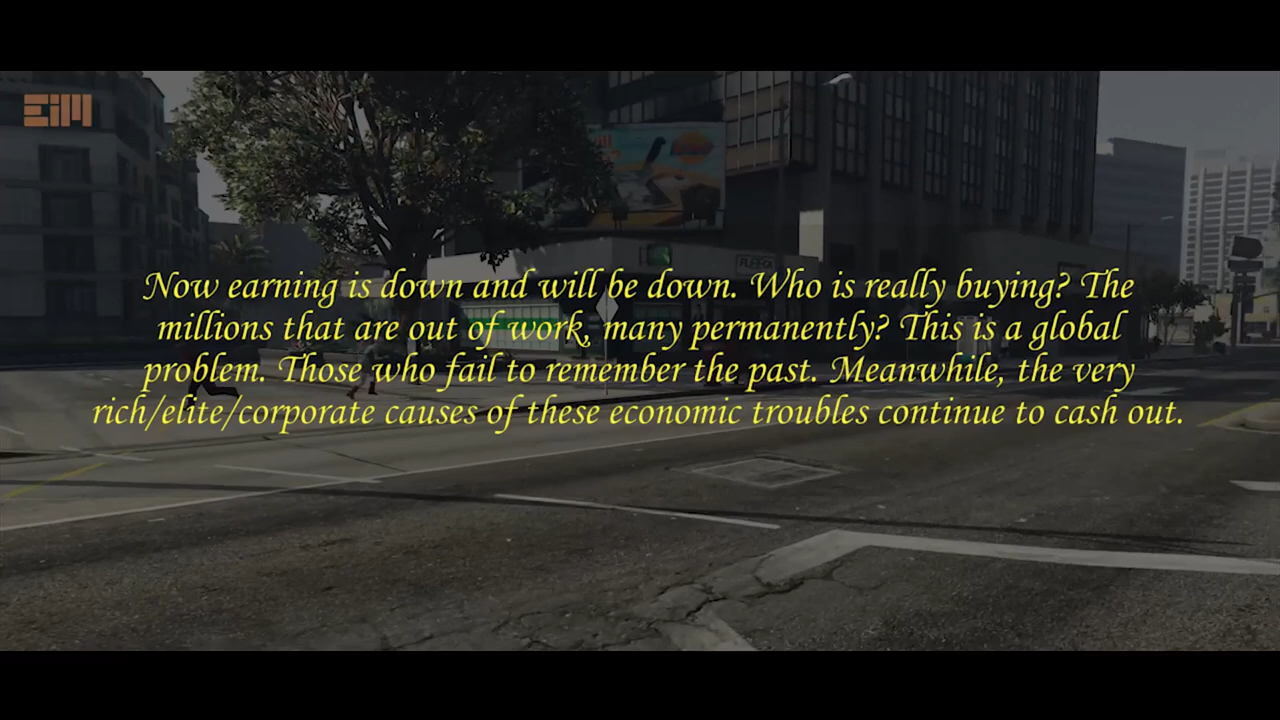 EiM
Now earning is down and will be down. Who is really buying? The
millions that are out of work, many permanently? This is a global
problem. Those who fail to remember the past. Meanwhile, the very
rich/elite/corporate causes of these economic troubles continue to cash out.